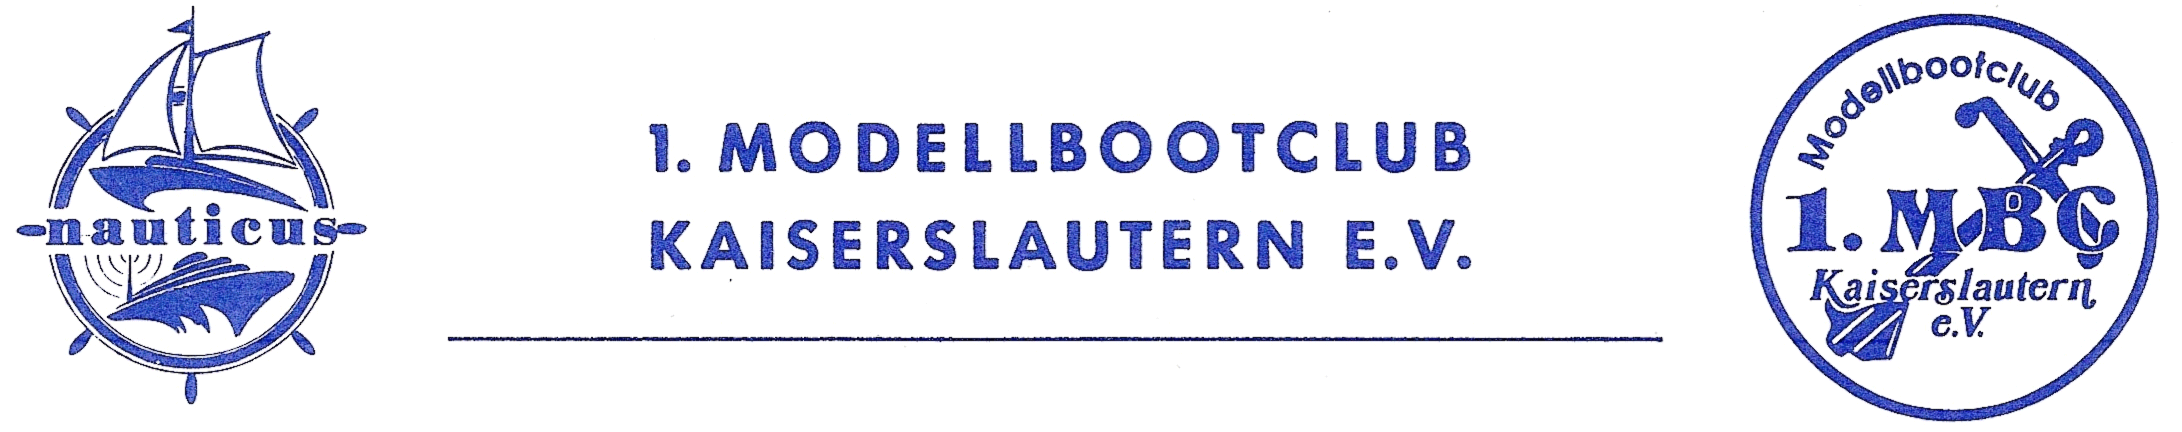 nauticus
1. MODELLBOOTCLUB
KAISERSLAUTERN E.V.
Modellbootclub
1. MBC
Kaiserslautern
e.V.